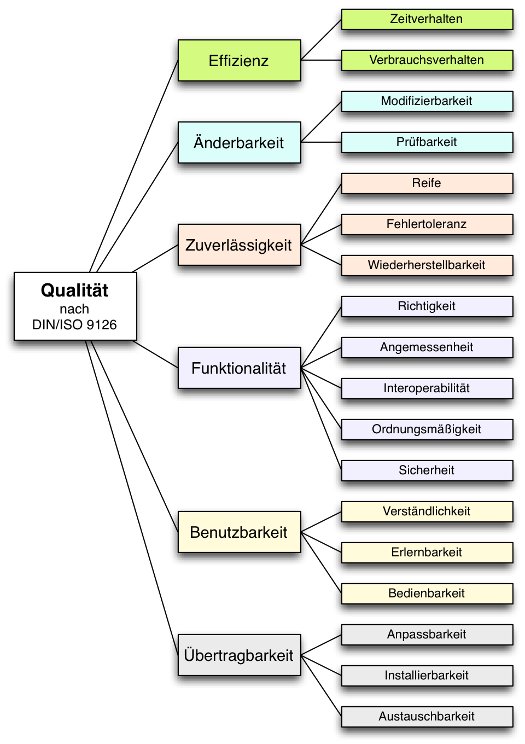 Qualität
nach
DIN/ISO 9126
Effizienz
Zeitverhalten
Verbrauchsverhalten
Änderbarkeit
Modifizierbarkeit
Prüfbarkeit
Zuverlässigkeit
Reife
Fehlertoleranz
Wiederherstellbarkeit
Funktionalität
Richtigkeit
Angemessenheit
Interoperabilität
Ordnungsmäßigkeit
Sicherheit
Benutzbarkeit
Verständlichkeit
Erlernbarkeit
Bedienbarkeit
Übertragbarkeit
Anpassbarkeit
Installierbarkeit
Austauschbarkeit